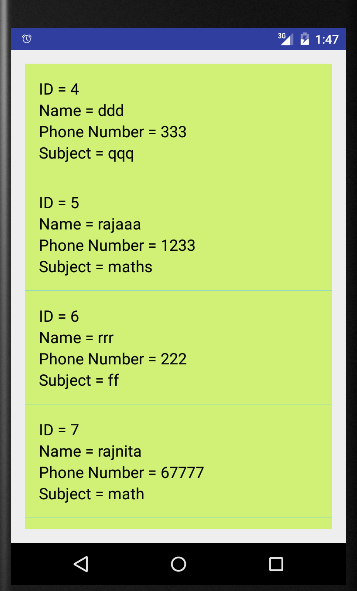 3G 1:47
ID = 4
Name = ddd
Phone Number = 333
Subject = qqq
ID = 5
Name = rajaaa
Phone Number = 1233
Subject = maths
ID = 6
Name = rrr
Phone Number = 222
Subject = ff
ID = 7
Name = rajnita
Phone Number = 67777
Subject = math